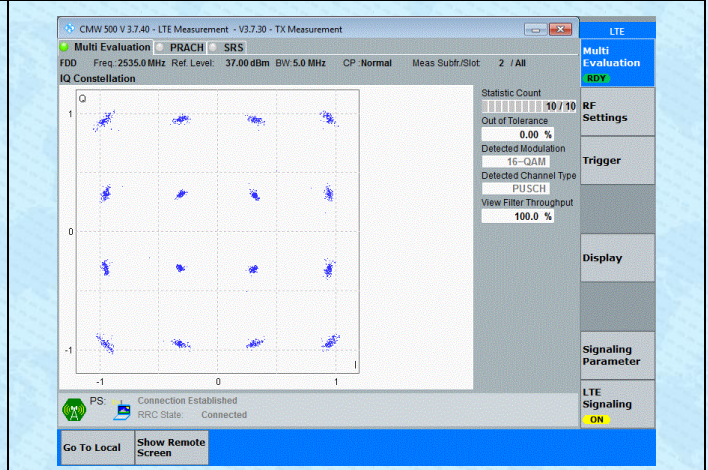 CMW 500 V 3.7.40 - LTE Measurement - V3.7.30 - TX Measurement
LTE
Multi Evaluation PRACH SRS
Multi
Evaluation
RDY
FDD Freq.:2535.0 MHz Ref. Level: 37.00 dBm BW:5.0 MHz CP :Normal Meas Subfr./Slot 2 / All
IQ Constellation
Statistic Count
10 / 10
Out of Tolerance
0.00 %
Detected Modulation
16-QAM
Detected Channel Type
PUSCH
View Filter Throughput
100.0 %
RF
Settings
Trigger
Display
Signaling
Parameter
LTE
Signaling
ON
Q
1
0
-1
I
-1 0 1
PS: Connection Established
RRC State: Connected
Go To Local
Show Remote
Screen